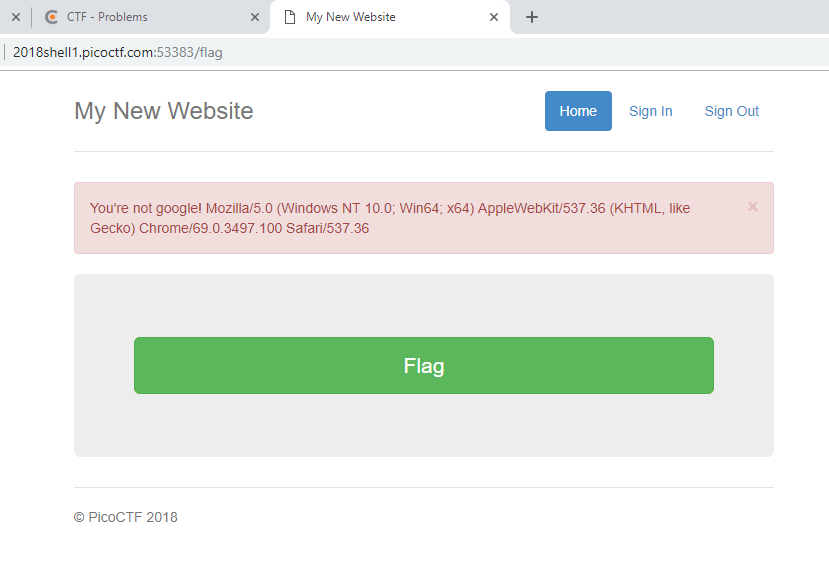 CTF - Problems
My New Website
2018shell1.picoctf.com:53383/flag
My New Website
Home
Sign In
Sign Out
You're not google! Mozilla/5.0 (Windows NT 10.0; Win64; x64) AppleWebKit/537.36 (KHTML, like
Gecko) Chrome/69.0.3497.100 Safari/537.36
×
Flag
© PicoCTF 2018